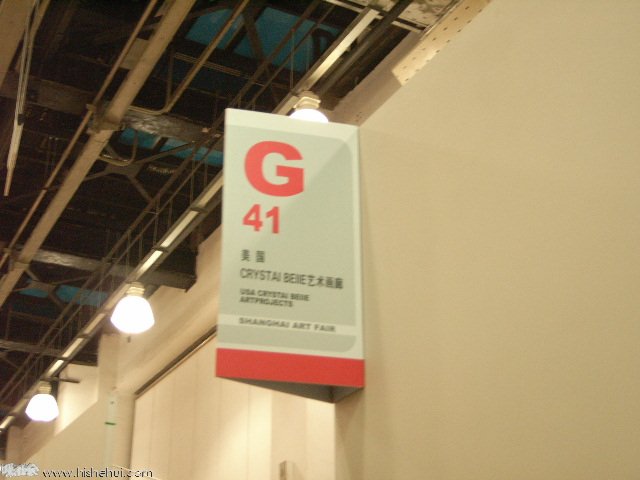 G
41
美国
CRYSTAI BEIIE艺术画廊
USA CRYSTAI BEIIE
ARTPROJECTS
SHANGHAI ART FAIR
www.hishehui.com